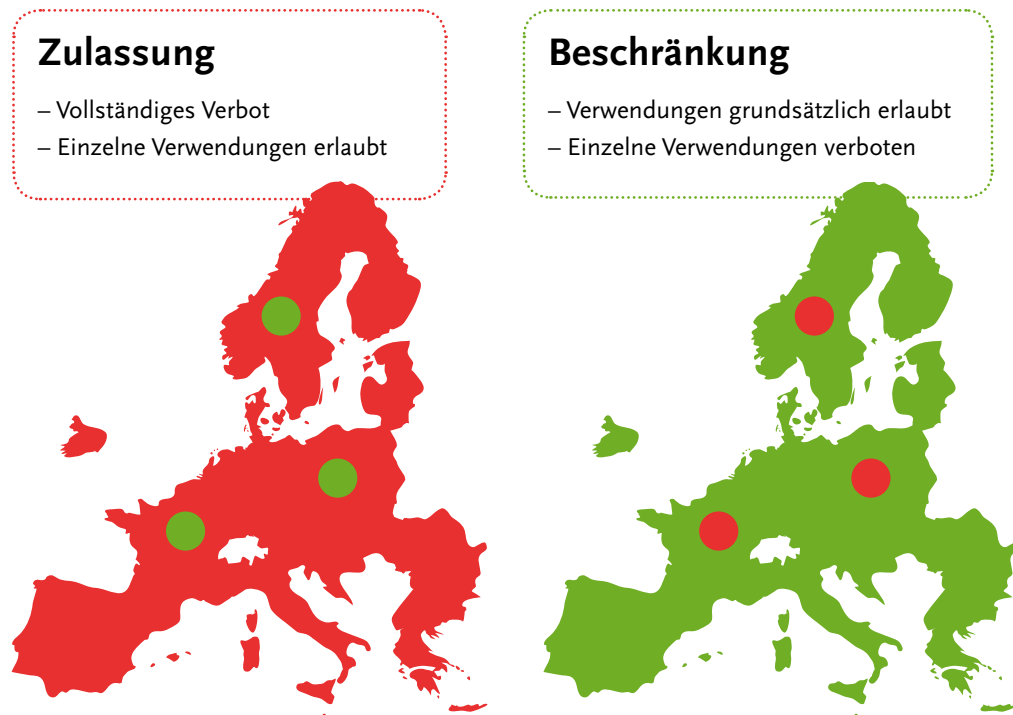 Zulassung
– Vollständiges Verbot
– Einzelne Verwendungen erlaubt
Beschränkung
– Verwendungen grundsätzlich erlaubt
– Einzelne Verwendungen verboten